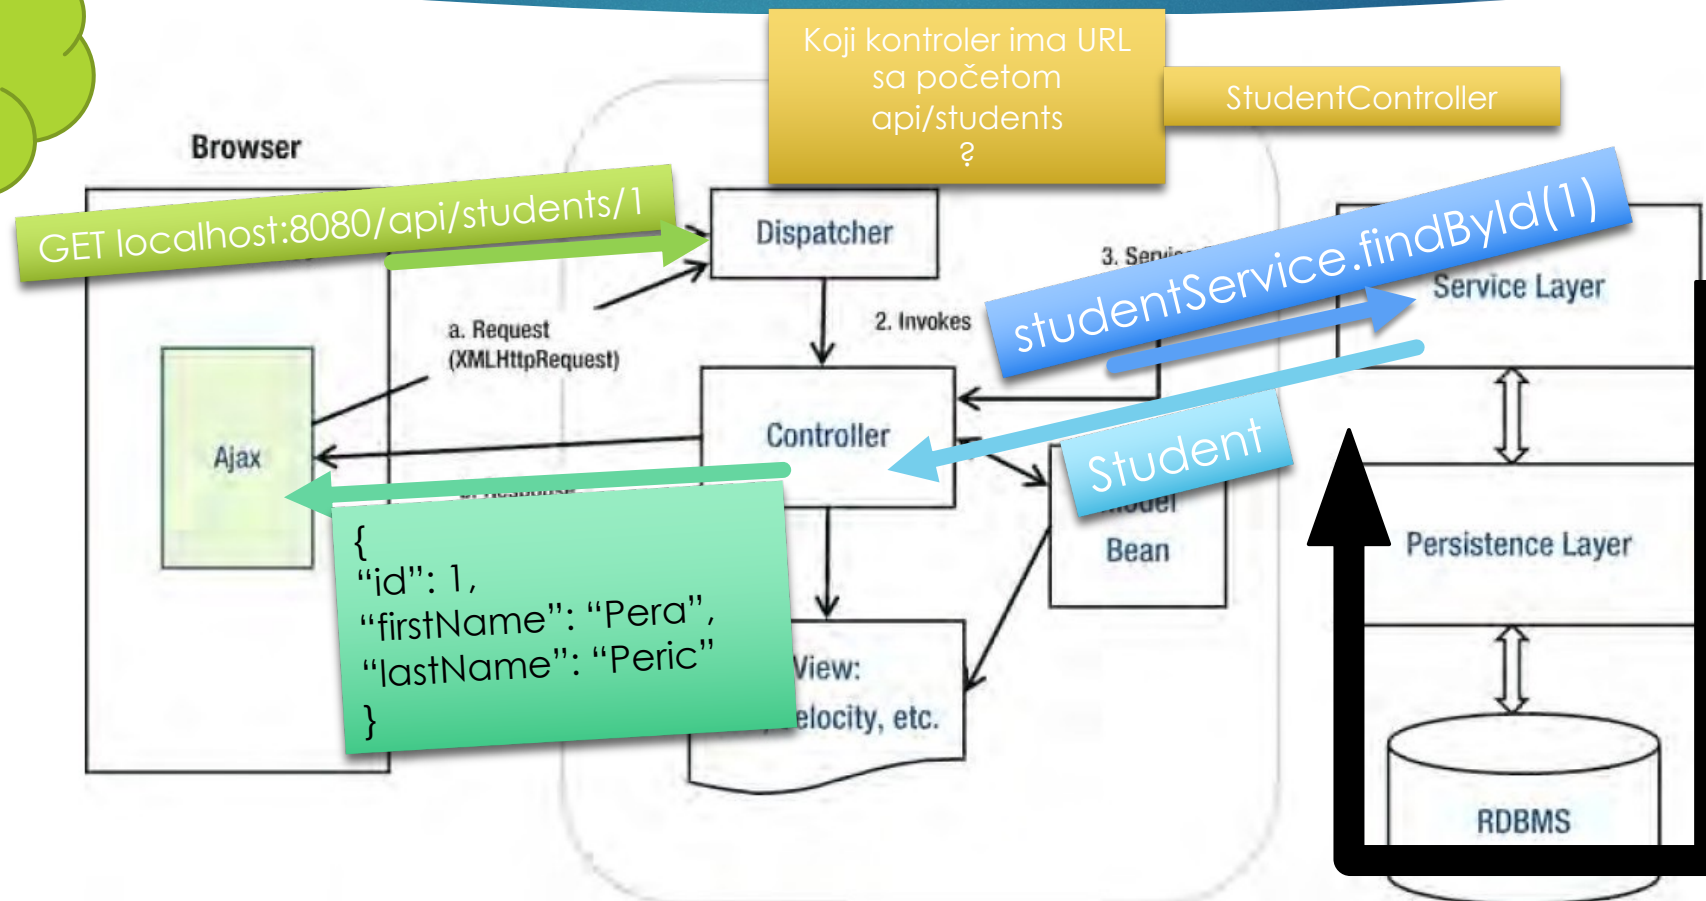 Koji kontroler ima URL
sa početom
api/students
?
StudentController
Browser
GET localhost:8080/api/students/1
Dispatcher
3.
studentService.findById(1)
Service Layer
a. Request
(XMLHttpRequest)
2. Invokes
Ajax
Controller
Student
Bean
Persistence Layer
{
“id”: 1,
“firstName”: “Pera”,
“lastName”: “Peric”
}
View:
etc.
RDBMS